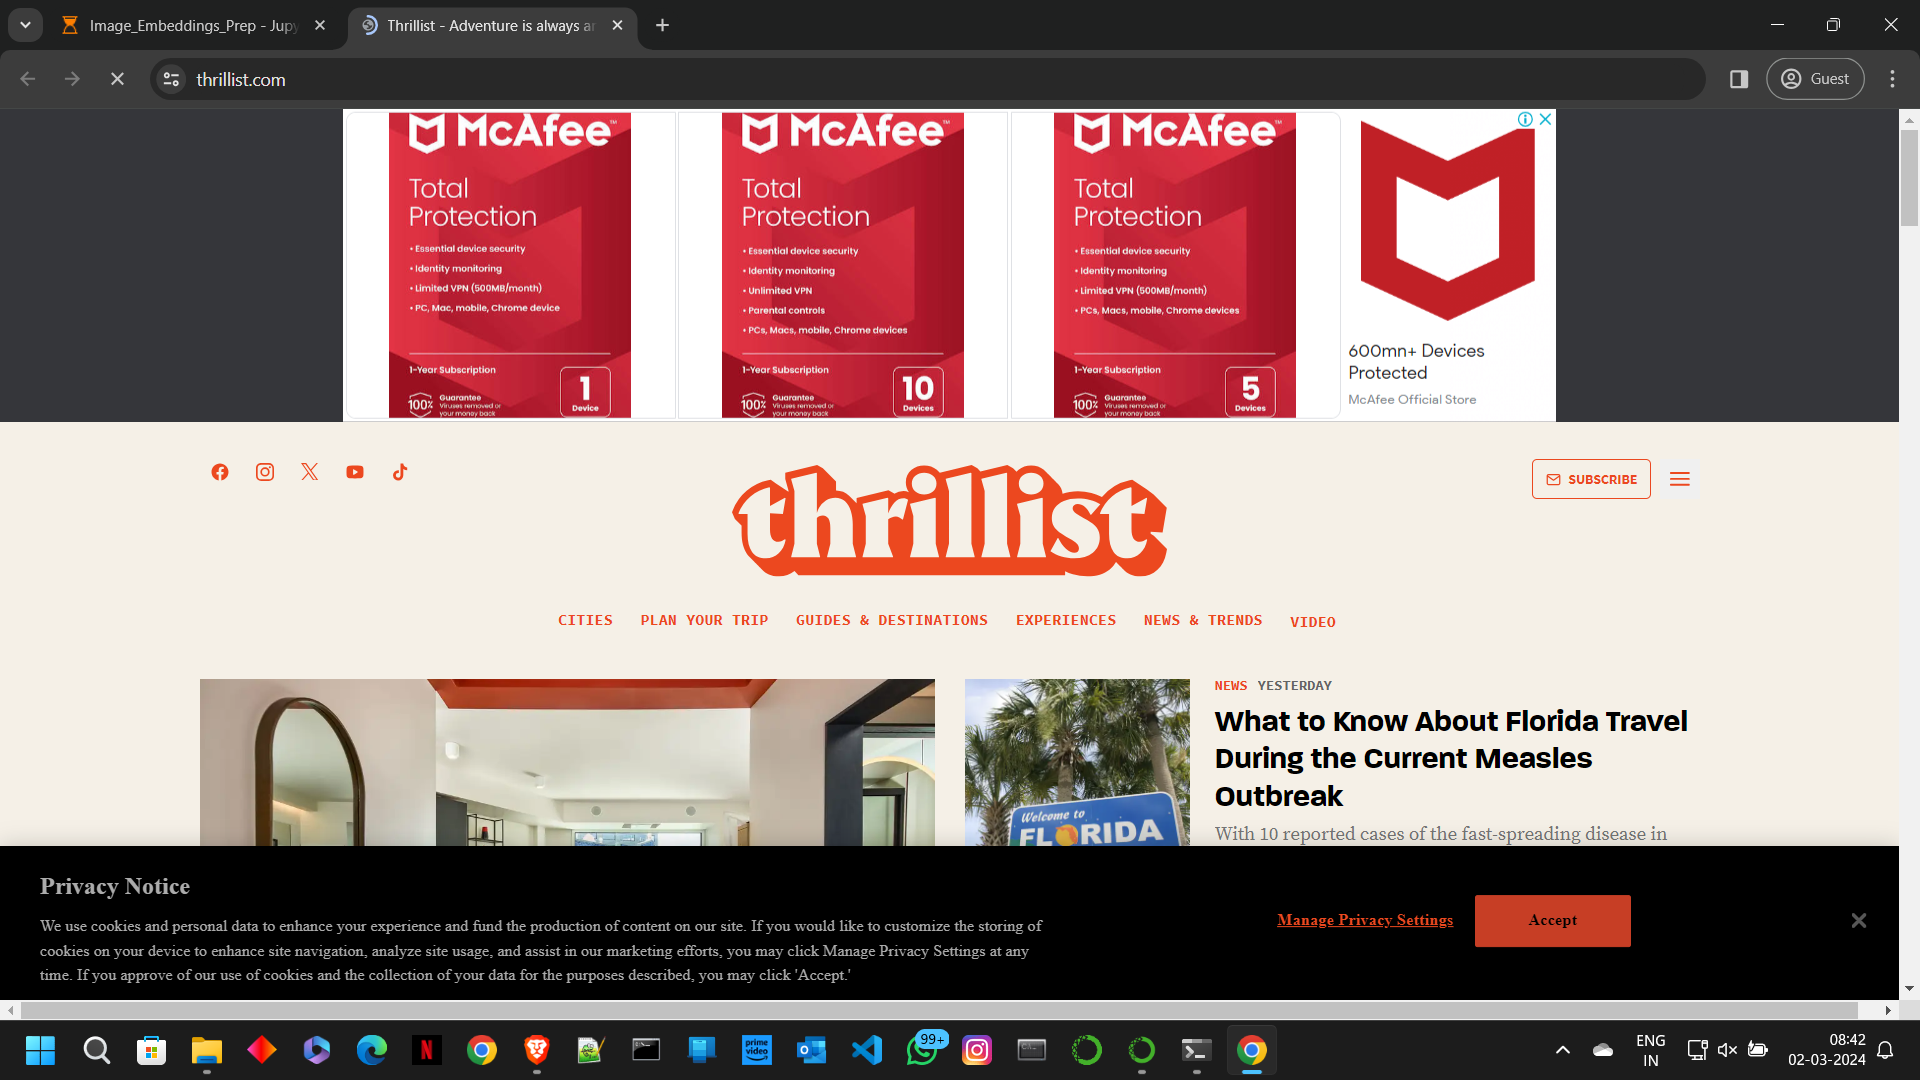 Image_Embeddings_Prep - Jupy
Thrillist - Adventure is always ar
thrillist.com
Guest
McAfee™
Total
Protection
• Essential device security
• Identity monitoring
• Limited VPN (500MB/month)
• PC, Mac, mobile, Chrome device
1-Year Subscription
100% Guarantee
Viruses removed or
your money back
1
Device
McAfee™
Total
Protection
• Essential device security
• Identity monitoring
• Unlimited VPN
• Parental controls
• PCs, Macs, mobile, Chrome devices
1-Year Subscription
100% Guarantee
Viruses removed or
your money back
10
Devices
McAfee™
Total
Protection
• Essential device security
• Identity monitoring
• Limited VPN (500MB/month)
• PCs, Macs, mobile, Chrome devices
1-Year Subscription
100% Guarantee
Viruses removed or
your money back
5
Devices
600mn+ Devices
Protected
McAfee Official Store
SUBSCRIBE
thrillist
CITIES PLAN YOUR TRIP GUIDES & DESTINATIONS EXPERIENCES NEWS & TRENDS VIDEO
Welcome to
FLORIDA
NEWS YESTERDAY
What to Know About Florida Travel
During the Current Measles
Outbreak
With 10 reported cases of the fast-spreading disease in
Privacy Notice
We use cookies and personal data to enhance your experience and fund the production of content on our site. If you would like to customize the storing of
cookies on your device to enhance site navigation, analyze site usage, and assist in our marketing efforts, you may click Manage Privacy Settings at any
time. If you approve of our use of cookies and the collection of your data for the purposes described, you may click 'Accept.'
Manage Privacy Settings
Accept
prime
video
99+
ENG
IN
08:42
02-03-2024